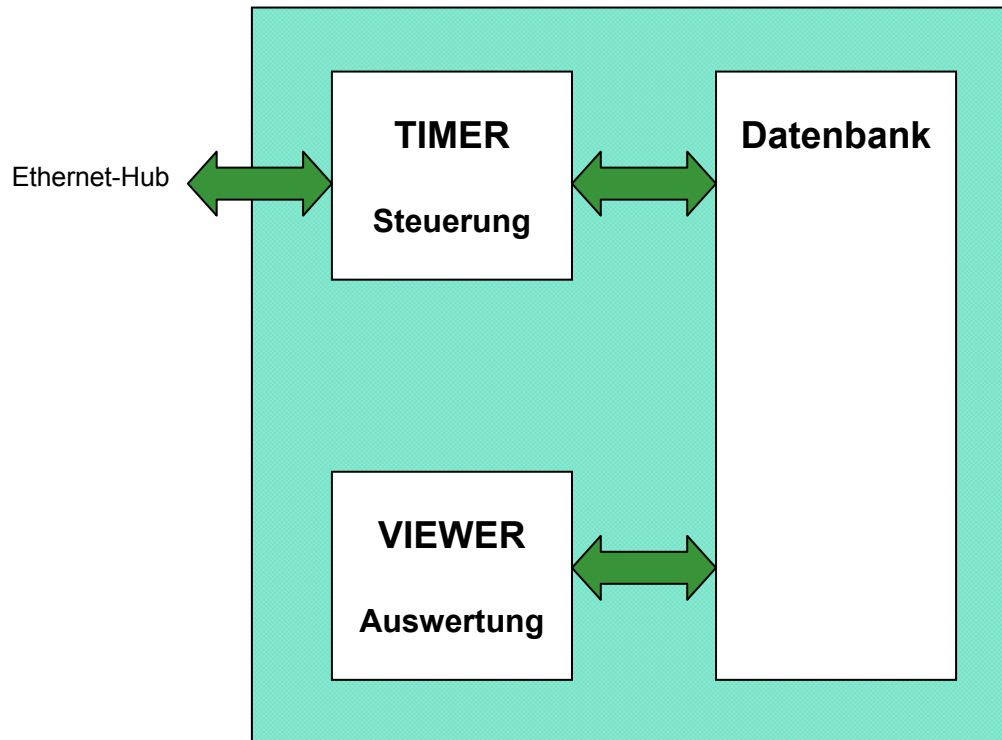 TIMER
Datenbank
Ethernet-Hub
Steuerung
VIEWER
Auswertung